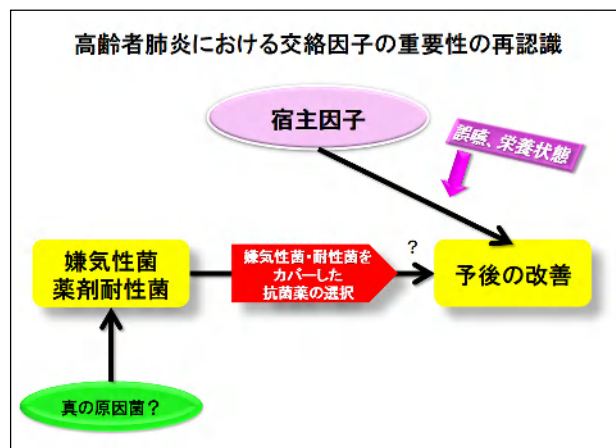 高齢者肺炎における交絡因子の重要性の再認識
宿主因子
誤嚥、栄養状態
嫌気性菌
薬剤耐性菌
嫌気性菌・耐性菌を
カバーした
抗菌薬の選択
?
予後の改善
真の原因菌?